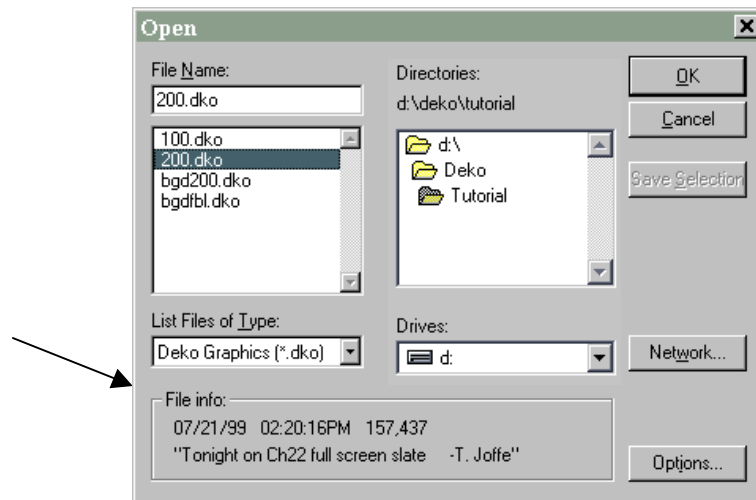 Open
File Name:
200.dko
100.dko
200.dko
bgd200.dko
bgdfbl.dko
List Files of Type:
Deko Graphics (*.dko)
Directories:
d:\deko\tutorial
d:\
Deko
Tutorial
Drives:
d:
OK
Cancel
Save Selection
Network...
Options...
File info:
07/21/99 02:20:16PM 157,437
"Tonight on Ch22 full screen slate -T. Joffe"